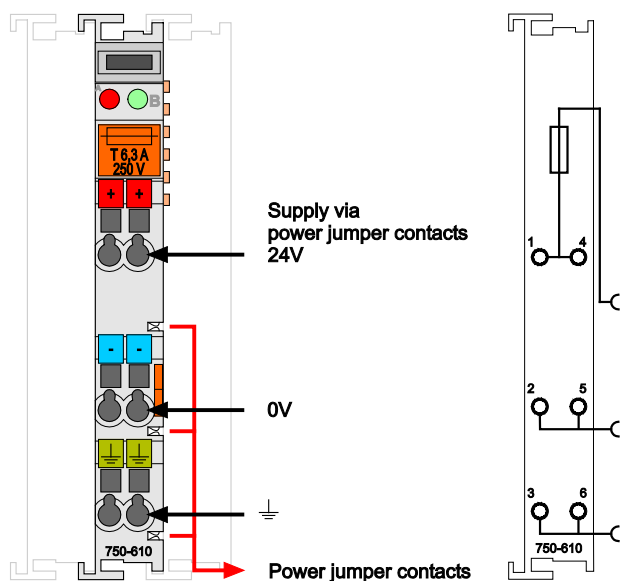 A B
T 6,3 A
250 V
+ +
Supply via
power jumper contacts
24V
- -
0V
750-610
Power jumper contacts
1 4
2 5
3 6
750-610